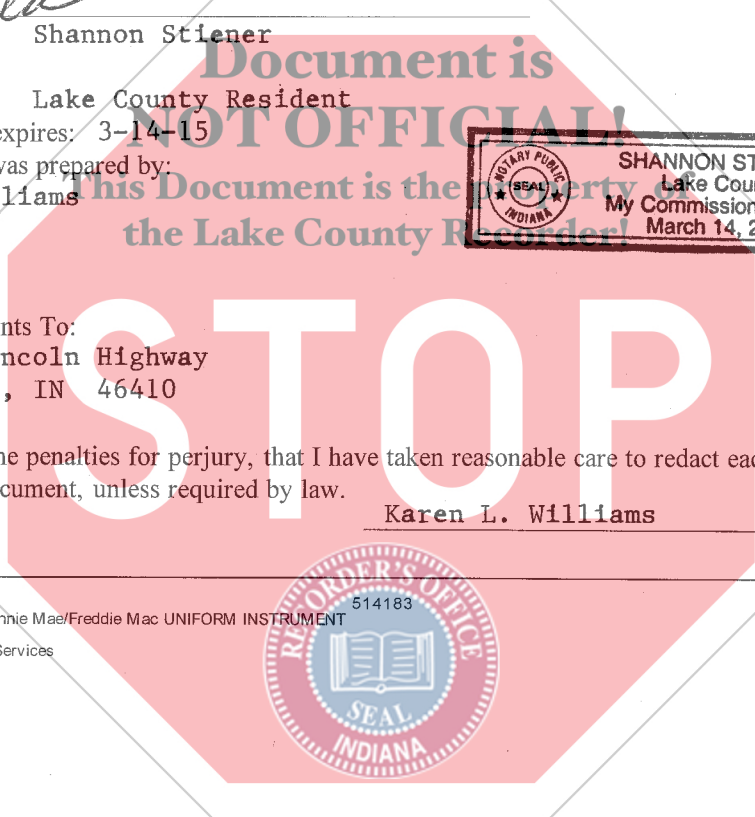 Shannon Stiener
Document is
Lake County Resident
NOT OFFICIAL!
expires: 3-14-15
was prepared by:
liams
This Document is the property of
the Lake County Recorder!
NOTARY PUBLIC
SEAL
INDIANA
SHANNON ST
Lake Cou
My Commission
March 14, 2
STOP
nts To:
ncoln Highway
, IN 46410
he penalties for perjury, that I have taken reasonable care to redact eac
cument, unless required by law.
Karen L. Williams
514183
nnie Mae/Freddie Mac UNIFORM INSTRUMENT
Services
RECORDER'S OFFICE
SEAL
INDIANA